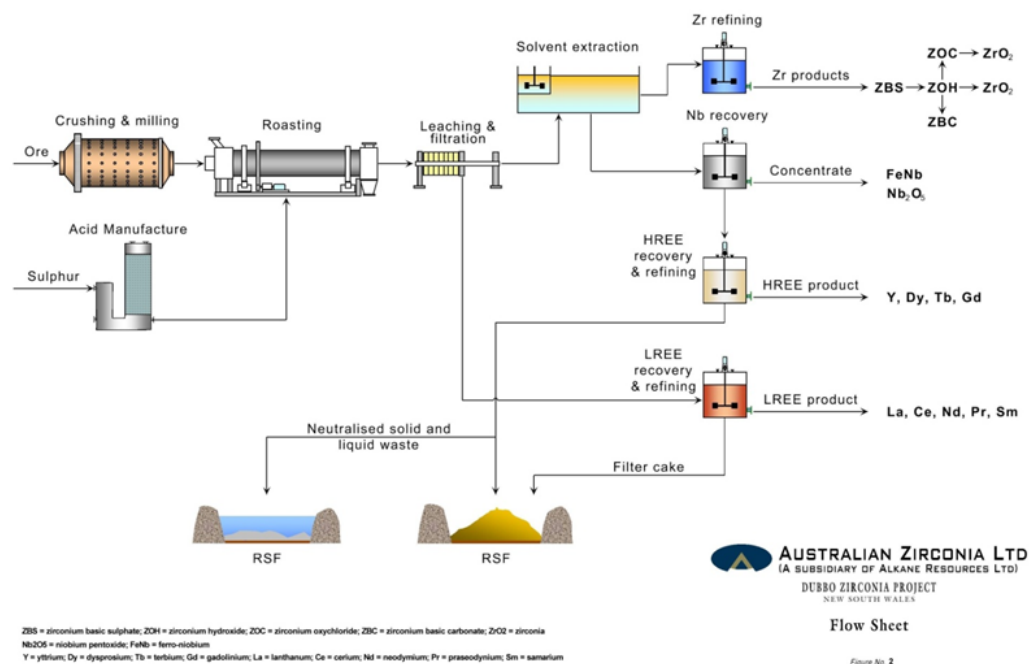 Zr refining
Solvent extraction
ZOC → ZrO₂
Zr products
ZBS → ZOH → ZrO₂
Crushing & milling
Roasting
Leaching &
filtration
Nb recovery
ZBC
Ore
Concentrate
FeNb
Nb₂O₅
Acid Manufacture
HREE
recovery
& refining
Sulphur
HREE product
Y, Dy, Tb, Gd
LREE
recovery
& refining
LREE product
La, Ce, Nd, Pr, Sm
Neutralised solid and
liquid waste
Filter cake
RSF
RSF
AUSTRALIAN ZIRCONIA LTD
(A SUBSIDIARY OF ALKANE RESOURCES LTD)
DUBBO ZIRCONIA PROJECT
NEW SOUTH WALES
Flow Sheet
ZBS = zirconium basic sulphate; ZOH = zirconium hydroxide; ZOC = zirconium oxychloride; ZBC = zirconium basic carbonate; ZrO2 = zirconia
Nb2O5 = niobium pentoxide; FeNb = ferro-niobium
Y = yttrium; Dy = dysprosium; Tb = terbium; Gd = gadolinium; La = lanthanum; Ce = cerium; Nd = neodymium; Pr = praseodynium; Sm = samarium
Figure No. 2